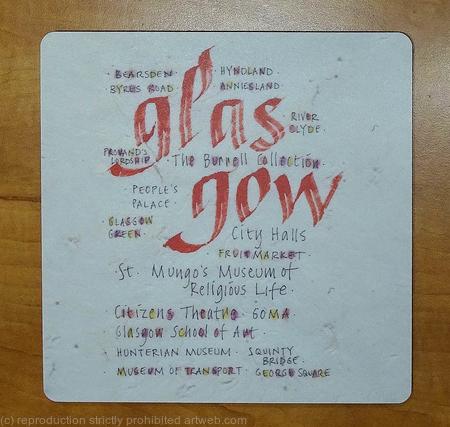 · BEARSDEN · HYNDLAND ·
BYRES ROAD · ANNIESLAND
glas
RIVER
CLYDE ·
PROVAND'S
LORDSHIP · The Burrell Collection ·
gow
· PEOPLE'S
PALACE ·
· GLASGOW
GREEN ·
City Halls
· FRUITMARKET ·
· St. Mungo's Museum of
Religious Life ·
Citizens Theatre · GOMA ·
· Glasgow School of Art ·
HUNTERIAN MUSEUM · SQUINTY
BRIDGE ·
· MUSEUM OF TRANSPORT · GEORGE SQUARE
(c) reproduction strictly prohibited artweb.com